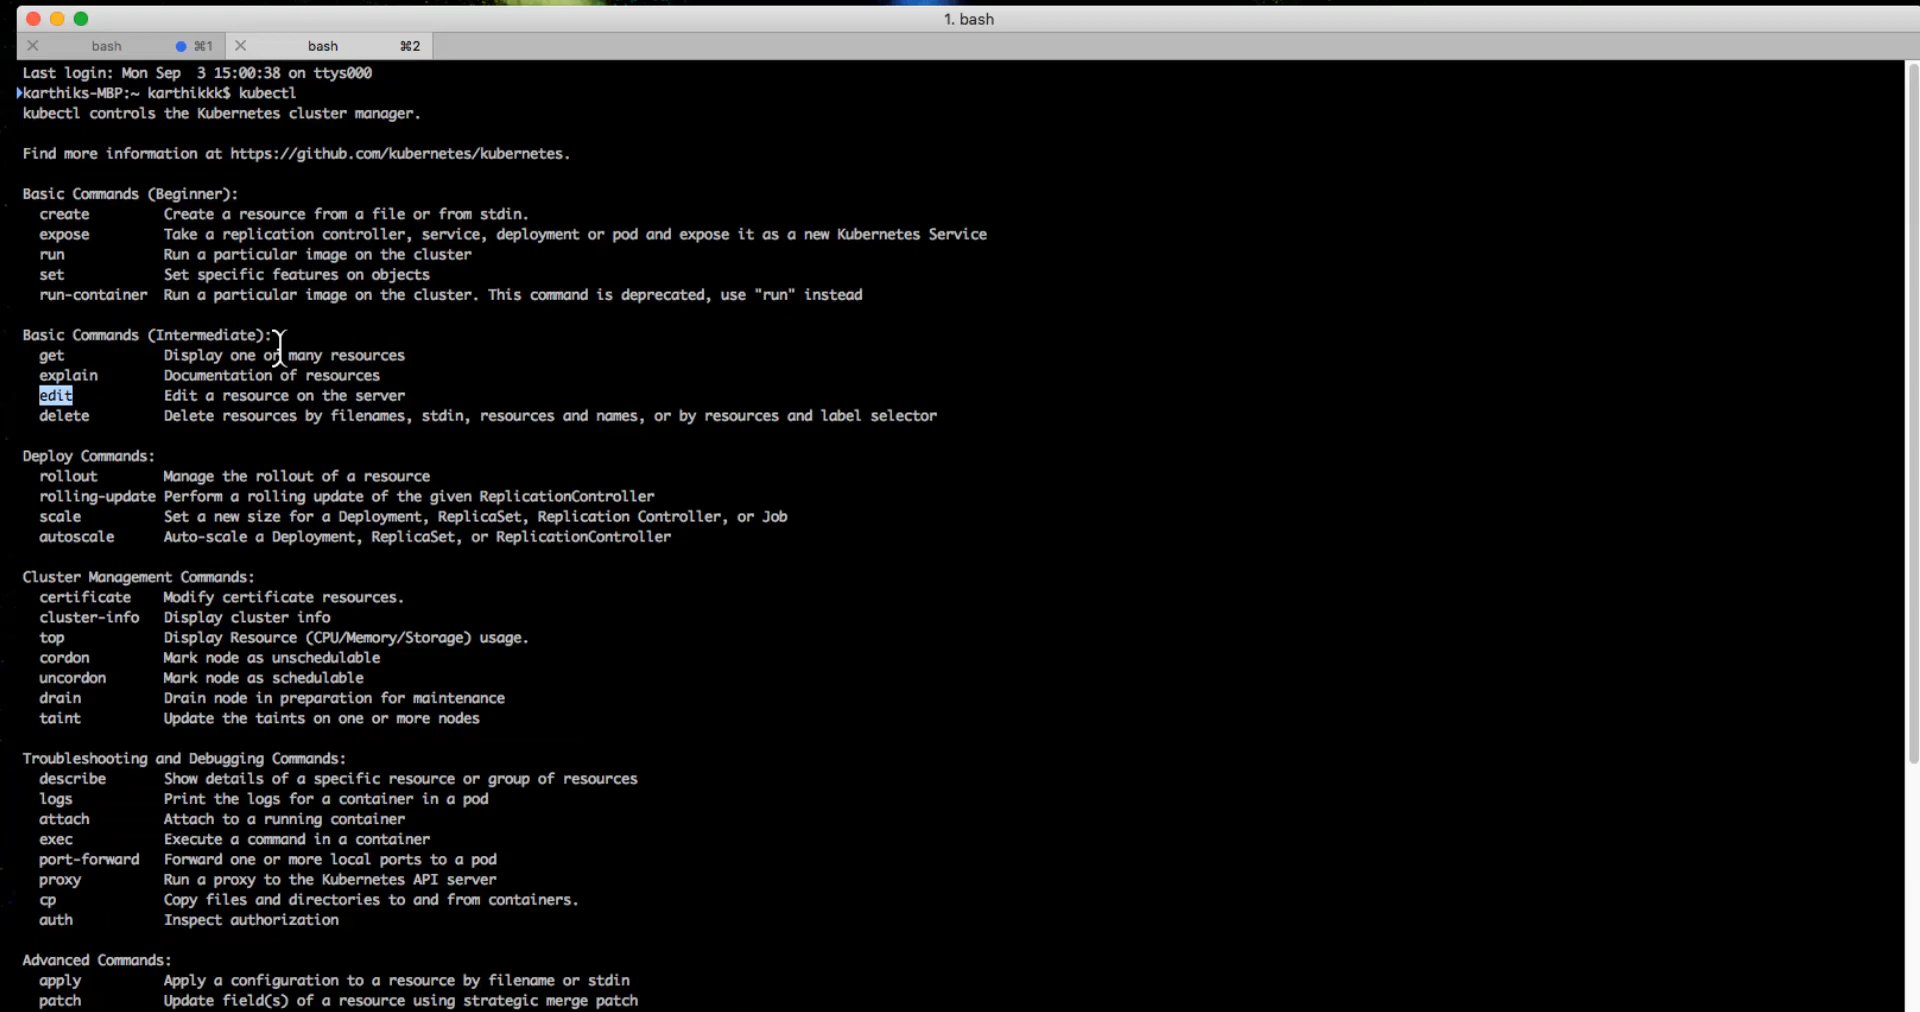 1. bash
bash ⌘1 bash ⌘2
Last login: Mon Sep  3 15:00:38 on ttys000
karthiks-MBP:~ karthikkk$ kubectl
kubectl controls the Kubernetes cluster manager.
Find more information at https://github.com/kubernetes/kubernetes.
Basic Commands (Beginner):
create Create a resource from a file or from stdin.
expose Take a replication controller, service, deployment or pod and expose it as a new Kubernetes Service
run Run a particular image on the cluster
set Set specific features on objects
run-container Run a particular image on the cluster. This command is deprecated, use "run" instead
Basic Commands (Intermediate):
get Display one or many resources
explain Documentation of resources
edit Edit a resource on the server
delete Delete resources by filenames, stdin, resources and names, or by resources and label selector
Deploy Commands:
rollout Manage the rollout of a resource
rolling-update Perform a rolling update of the given ReplicationController
scale Set a new size for a Deployment, ReplicaSet, Replication Controller, or Job
autoscale Auto-scale a Deployment, ReplicaSet, or ReplicationController
Cluster Management Commands:
certificate Modify certificate resources.
cluster-info Display cluster info
top Display Resource (CPU/Memory/Storage) usage.
cordon Mark node as unschedulable
uncordon Mark node as schedulable
drain Drain node in preparation for maintenance
taint Update the taints on one or more nodes
Troubleshooting and Debugging Commands:
describe Show details of a specific resource or group of resources
logs Print the logs for a container in a pod
attach Attach to a running container
exec Execute a command in a container
port-forward Forward one or more local ports to a pod
proxy Run a proxy to the Kubernetes API server
cp Copy files and directories to and from containers.
auth Inspect authorization
Advanced Commands:
apply Apply a configuration to a resource by filename or stdin
patch Update field(s) of a resource using strategic merge patch